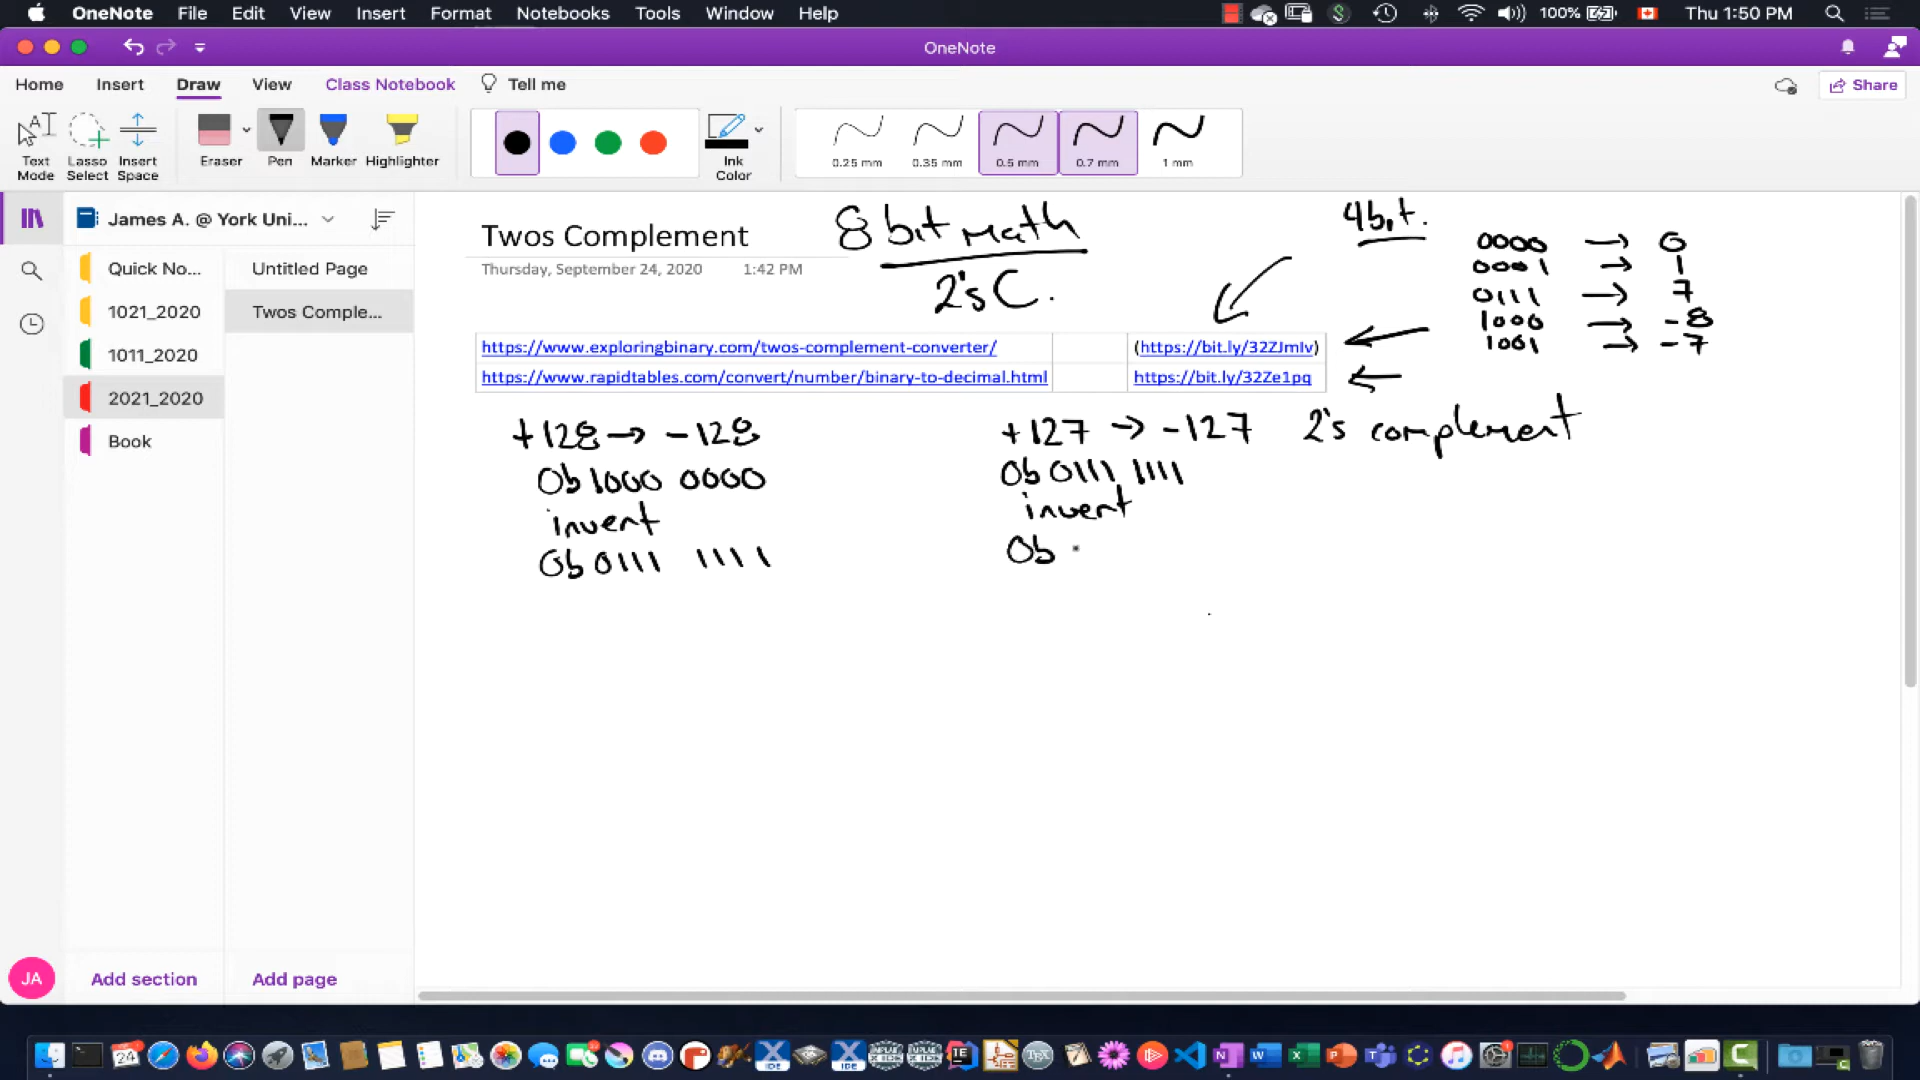 OneNote File Edit View Insert Format Notebooks Tools Window Help 100% Thu 1:50 PM
OneNote
Home Insert Draw View Class Notebook Tell me Share
Text Mode
Lasso Select
Insert Space
Eraser
Pen
Marker
Highlighter
Ink Color
0.25 mm 0.35 mm 0.5 mm 0.7 mm 1 mm
James A. @ York Uni...
Quick No...
1021_2020
1011_2020
2021_2020
Book
Untitled Page
Twos Comple...
Twos Complement
Thursday, September 24, 2020 1:42 PM
8 bit math
2's C.
4 bit.
0000 → 0
0001 → 1
0111 → 7
1000 → -8
1001 → -7
https://www.exploringbinary.com/twos-complement-converter/ (https://bit.ly/32ZJmIv)
https://www.rapidtables.com/convert/number/binary-to-decimal.html https://bit.ly/32Ze1pq
+128 → -128
0b 1000 0000
invert
0b 0111 1111
+127 → -127 2's complement
0b 0111 1111
invert
0b
JA
Add section
Add page